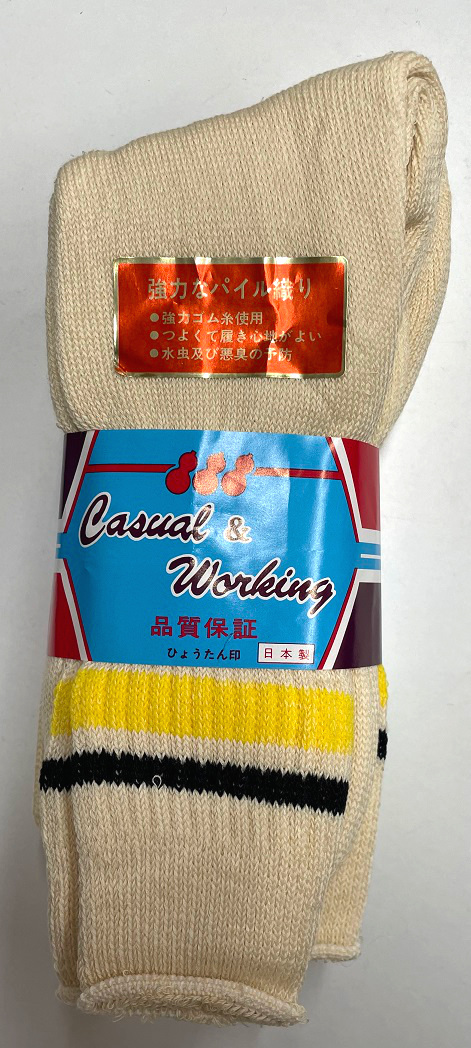 強力なパイル織り
●強力ゴム糸使用
●つよくて履き心地がよい
●水虫及び悪臭の予防
Casual &
Working
品質保証
ひょうたん印 日本製